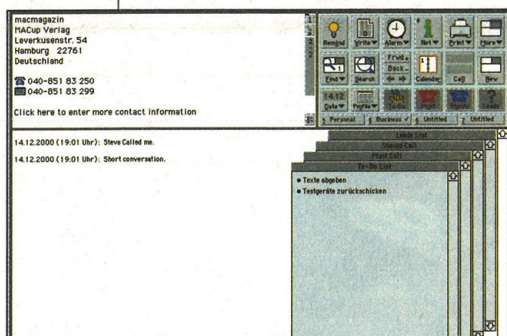 macmagazin
MACup Verlag
Leverkusenstr. 54
Hamburg 22761
Deutschland
040-851 83 250
040-851 83 299
Click here to enter more contact information
Remind Write Alarm Net Print More
Find Search Frwd. Back Calendar Call New
14.12 Date Profile
Personal Business Untitled Untitled
14.12.2000 (19:01 Uhr): Steve Called me.
14.12.2000 (19:01 Uhr): Short conversation.
Leads List
Should Call
Must Call
To-Do List
• Texte abgeben
• Testgeräte zurückschicken